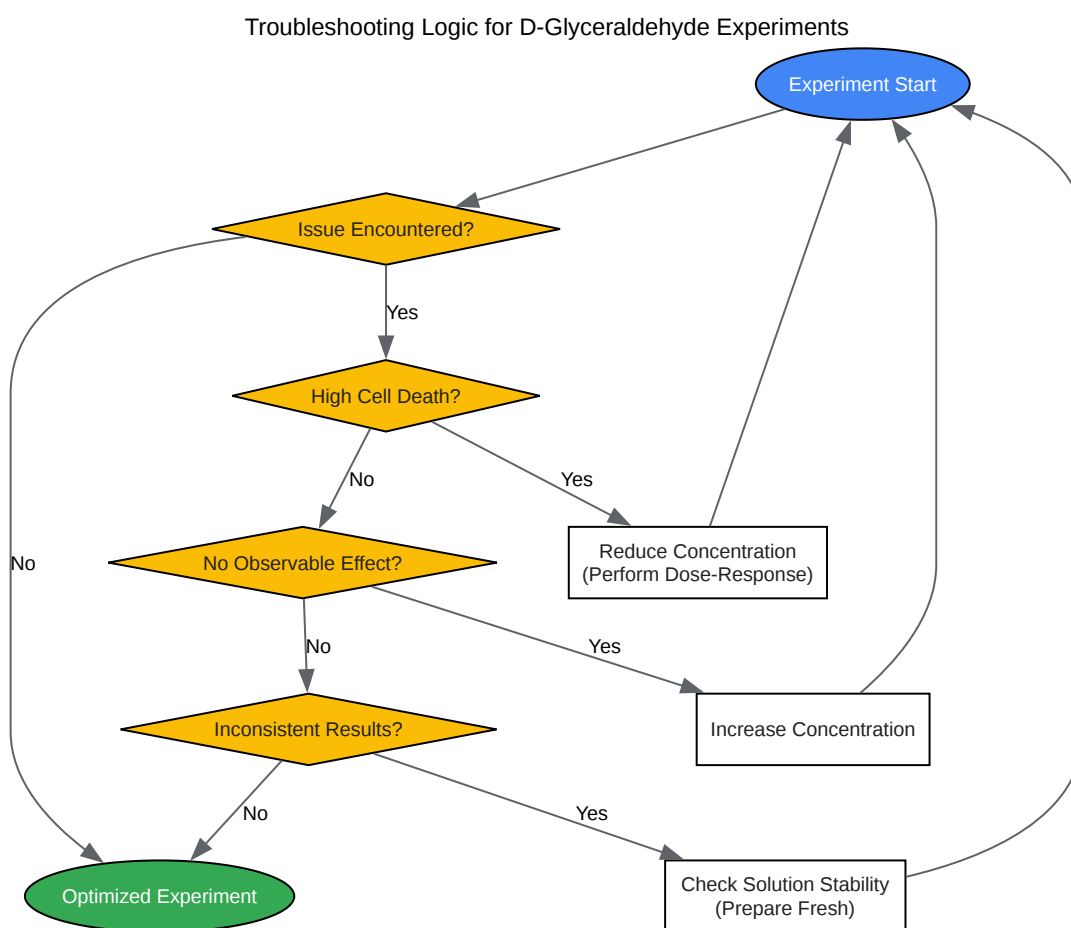 Troubleshooting Logic for D-Glyceraldehyde Experiments
Experiment Start
Issue Encountered?
Yes
High Cell Death?
No
Yes
No
Reduce Concentration
(Perform Dose-Response)
No Observable Effect?
No
Yes
Increase Concentration
Inconsistent Results?
No
Yes
Optimized Experiment
Check Solution Stability
(Prepare Fresh)